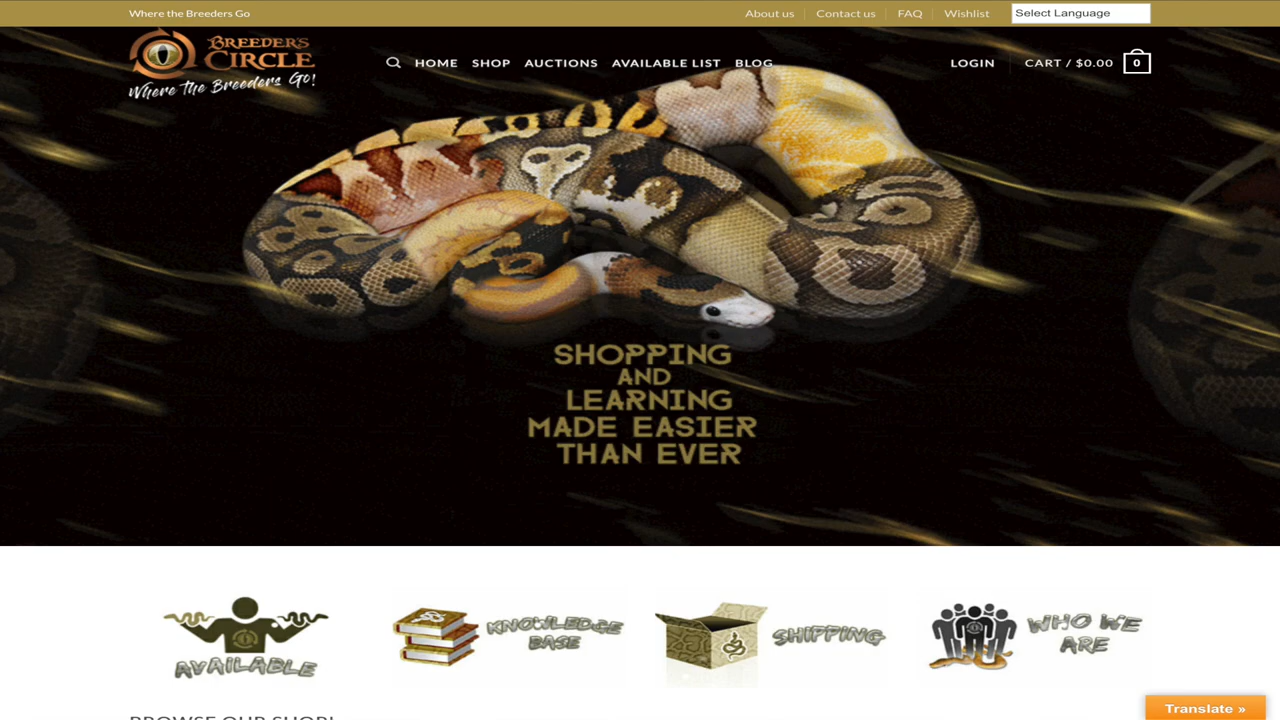 Where the Breeders Go
About us
Contact us
FAQ
Wishlist
Select Language
BREEDER'S
CIRCLE
Where the Breeders Go!
HOME
SHOP
AUCTIONS
AVAILABLE LIST
BLOG
LOGIN
CART / $0.00
0
SHOPPING
AND
LEARNING
MADE EASIER
THAN EVER
AVAILABLE
KNOWLEDGE
BASE
SHIPPING
WHO WE
ARE
BROWSE OUR SHOP!
Translate »